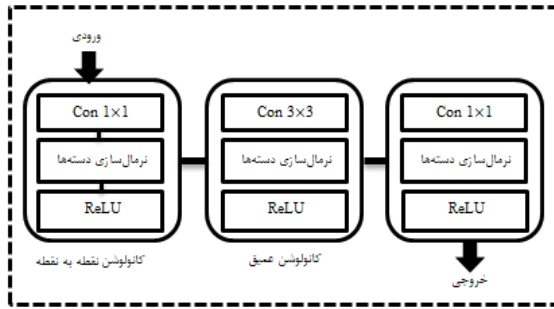 ورودی
Con 1×1
نرمال‌سازی دسته‌ها
ReLU
کانولوشن نقطه به نقطه
Con 3×3
نرمال‌سازی دسته‌ها
ReLU
کانولوشن عمیق
Con 1×1
نرمال‌سازی دسته‌ها
ReLU
خروجی